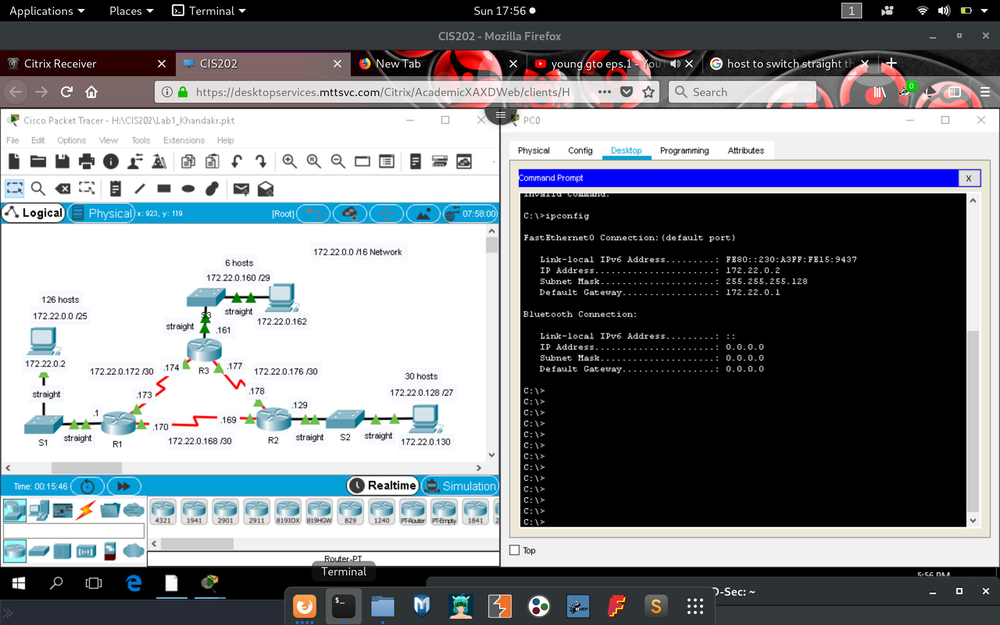 Applications
Places
Terminal
Sun 17:56
1
CIS202 - Mozilla Firefox
Citrix Receiver
CIS202
New Tab
young gto eps.1 - YouT
host to switch straight th
https://desktopservices.mttsvc.com/Citrix/AcademicXAXDWeb/clients/H
Search
0
Cisco Packet Tracer - H:\CIS202\Lab1_Khandakr.pkt
File Edit Options View Tools Extensions Help
Logical
Physical
x: 923, y: 119
[Root]
07:58:00
172.22.0.0 /16 Network
6 hosts
172.22.0.160 /29
126 hosts
172.22.0.0 /25
S3
straight
172.22.0.162
straight
.161
172.22.0.2
172.22.0.172 /30
.174
R3
.177
172.22.0.176 /30
30 hosts
172.22.0.128 /27
straight
.173
.178
.129
.1
.170
.169
S1
straight
R1
172.22.0.168 /30
R2
straight
S2
straight
172.22.0.130
Time: 00:15:46
Realtime
Simulation
4321
1941
2901
2911
819IOX
819HGW
829
1240
PT-Router
PT-Empty
1841
2
Router-PT
PC0
Physical Config Desktop Programming Attributes
Command Prompt
X
Invalid Command.
C:\>ipconfig
FastEthernet0 Connection:(default port)
Link-local IPv6 Address.........: FE80::230:A3FF:FE15:9437
IP Address......................: 172.22.0.2
Subnet Mask.....................: 255.255.255.128
Default Gateway.................: 172.22.0.1
Bluetooth Connection:
Link-local IPv6 Address.........: ::
IP Address......................: 0.0.0.0
Subnet Mask.....................: 0.0.0.0
Default Gateway.................: 0.0.0.0
C:\>
C:\>
C:\>
C:\>
C:\>
C:\>
C:\>
C:\>
C:\>
C:\>
C:\>
C:\>
C:\>
Top
Terminal
5:56 PM
D-Sec: ~
$_
BeEF
S